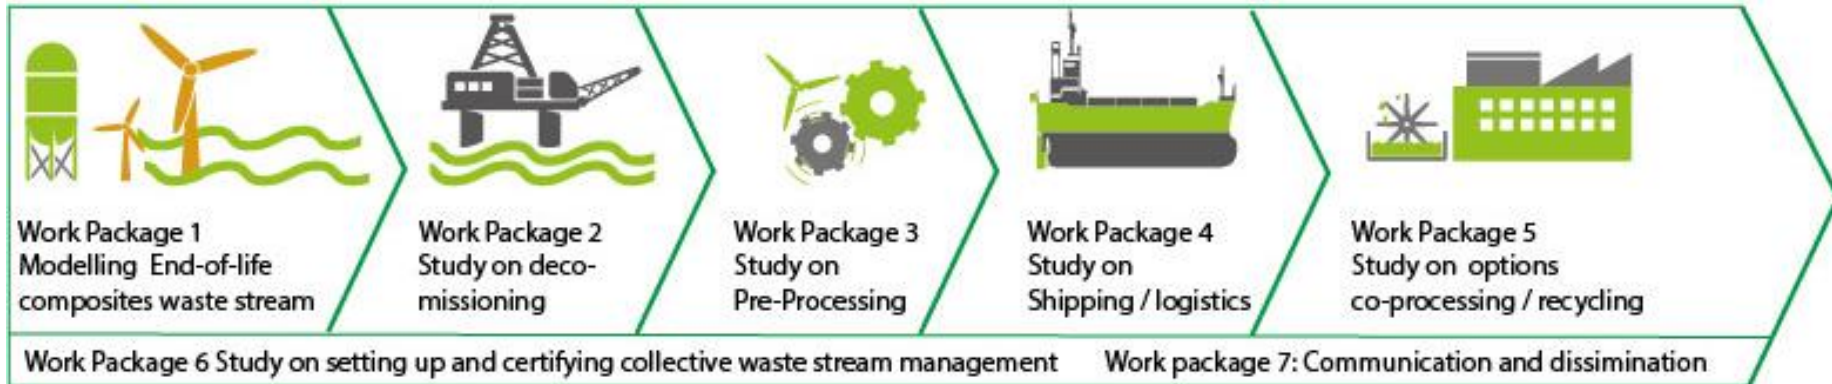 Work Package 1
Modelling End-of-life
composites waste stream
Work Package 2
Study on deco-
missioning
Work Package 3
Study on
Pre-Processing
Work Package 4
Study on
Shipping / logistics
Work Package 5
Study on options
co-processing / recycling
Work Package 6 Study on setting up and certifying collective waste stream management
Work package 7: Communication and dissimination